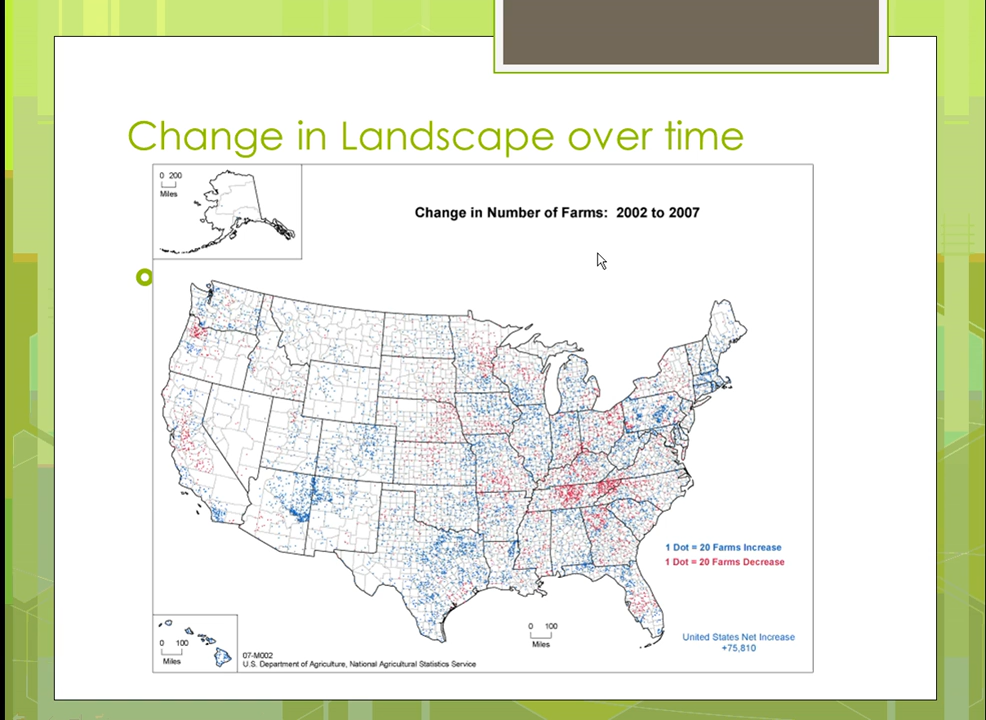 Change in Landscape over time
0 200
Miles
Change in Number of Farms: 2002 to 2007
1 Dot = 20 Farms Increase
1 Dot = 20 Farms Decrease
United States Net Increase
+75,810
0 100
Miles
0 100
Miles
07-M002
U.S. Department of Agriculture, National Agricultural Statistics Service